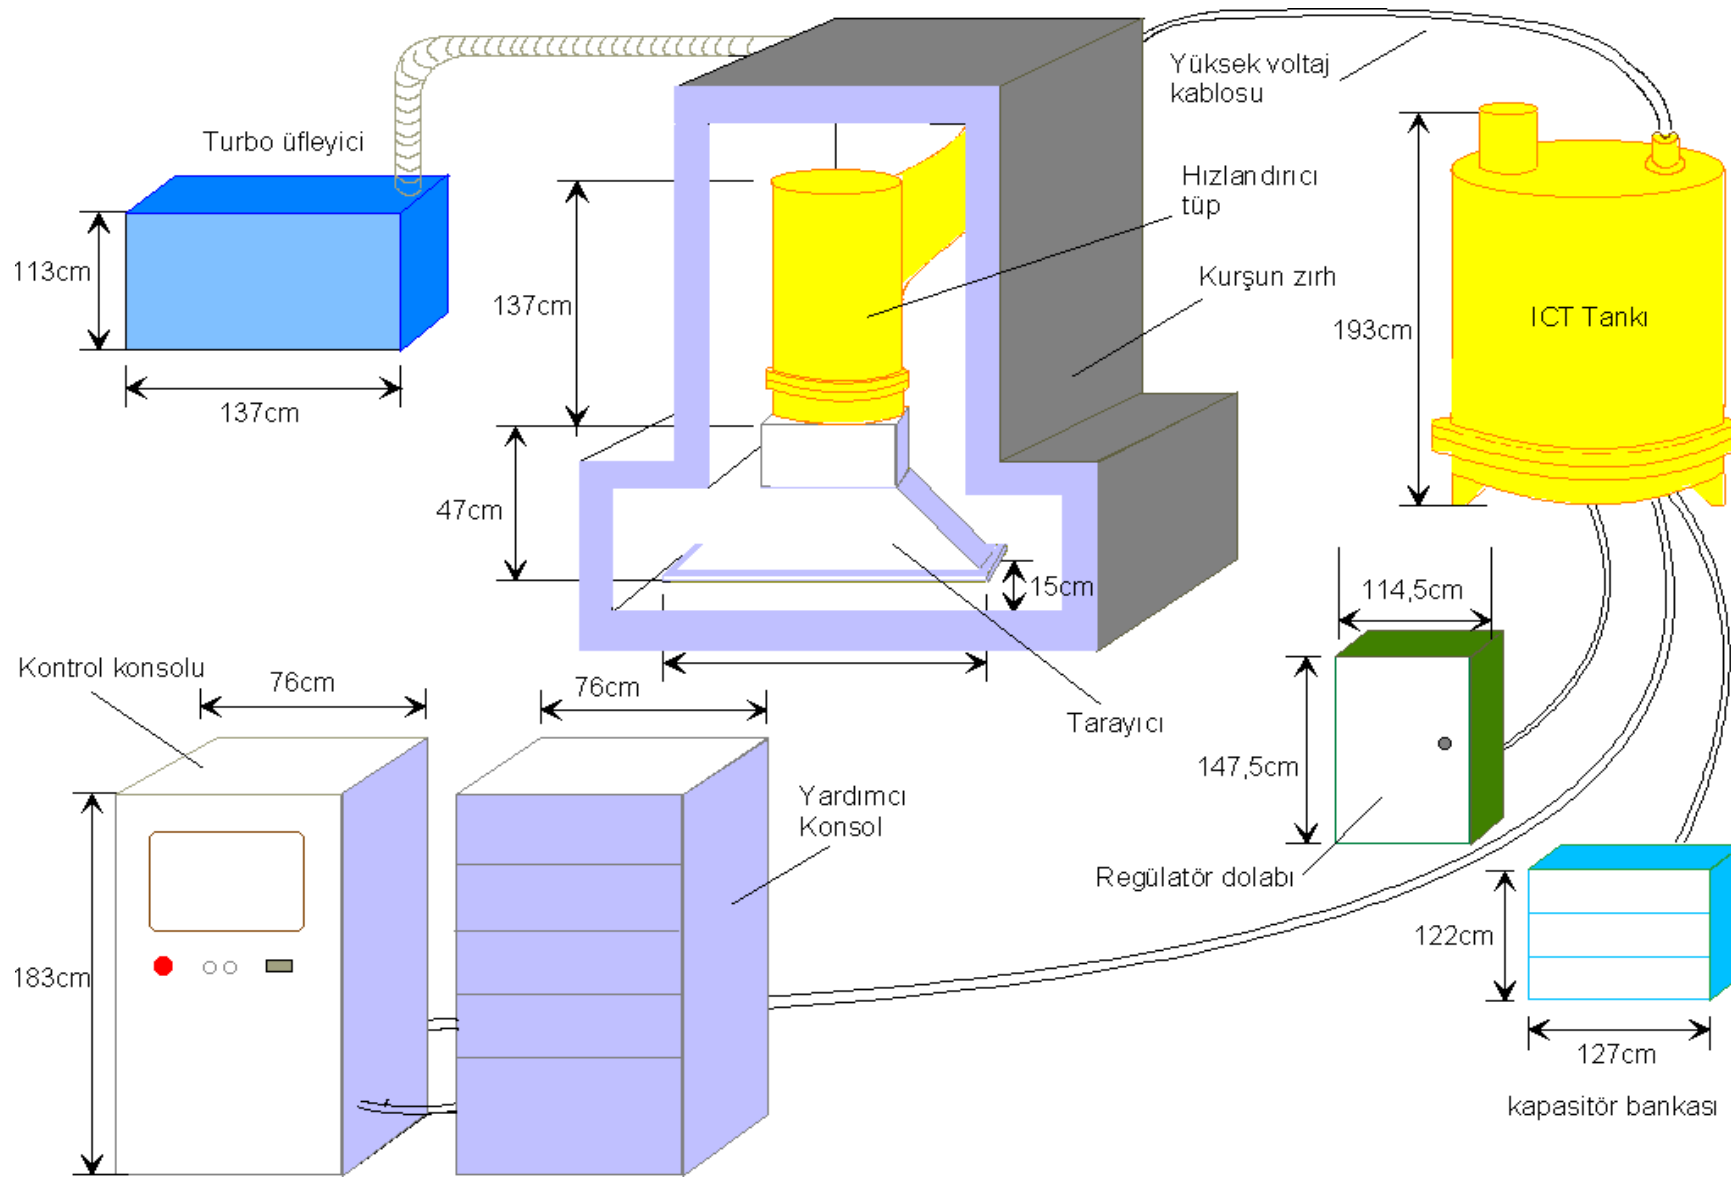 Yüksek voltaj
kablosu
Turbo üfleyici
Hızlandırıcı
tüp
113cm
137cm
Kurşun zırh
193cm
ICT Tankı
137cm
47cm
15cm
114,5cm
Kontrol konsolu
76cm
76cm
Tarayıcı
147,5cm
Yardımcı
Konsol
Regülatör dolabı
122cm
183cm
127cm
kapasitör bankası